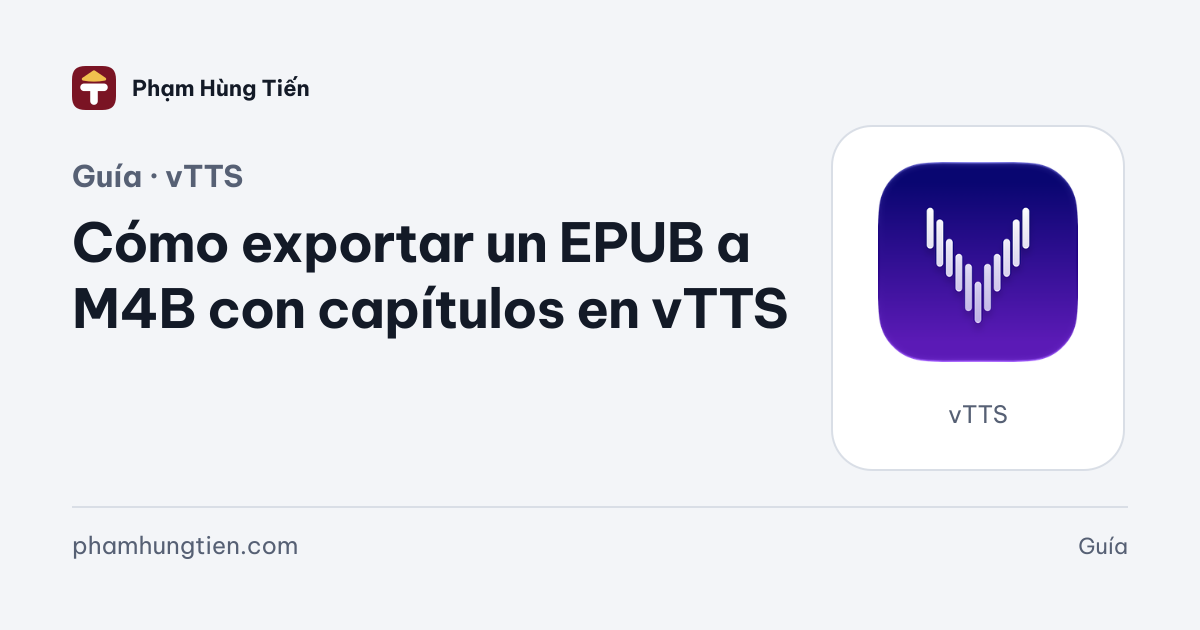 Phạm Hùng Tiến
Guía · vTTS
Cómo exportar un EPUB a
M4B con capítulos en vTTS
vTTS
phamhungtien.com
Guía